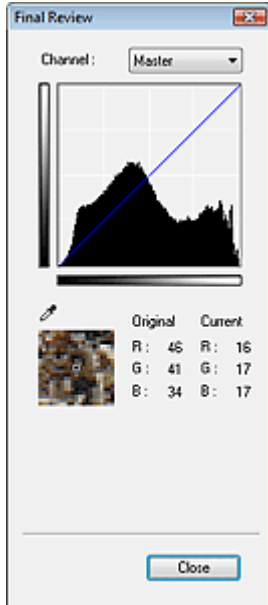 Final Review
Channel : Master
Original Current
R : 46 R : 16
G : 41 G : 17
B : 34 B : 17
Close